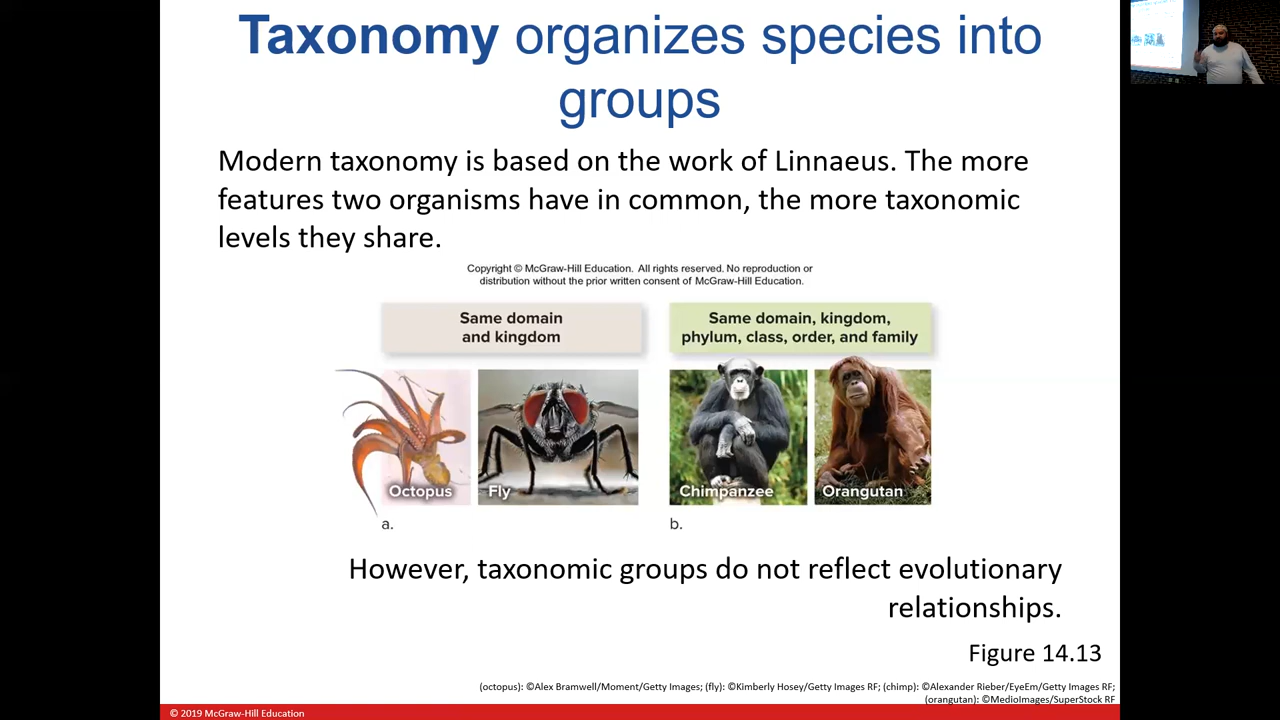 Taxonomy organizes species into
groups
Modern taxonomy is based on the work of Linnaeus. The more
features two organisms have in common, the more taxonomic
levels they share.
Copyright © McGraw-Hill Education. All rights reserved. No reproduction or
distribution without the prior written consent of McGraw-Hill Education.
Same domain
and kingdom
Same domain, kingdom,
phylum, class, order, and family
Octopus
Fly
Chimpanzee
Orangutan
a.
b.
However, taxonomic groups do not reflect evolutionary
relationships.
Figure 14.13
(octopus): ©Alex Bramwell/Moment/Getty Images; (fly): ©Kimberly Hosey/Getty Images RF; (chimp): ©Alexander Rieber/EyeEm/Getty Images RF;
(orangutan): ©MedioImages/SuperStock RF
© 2019 McGraw-Hill Education